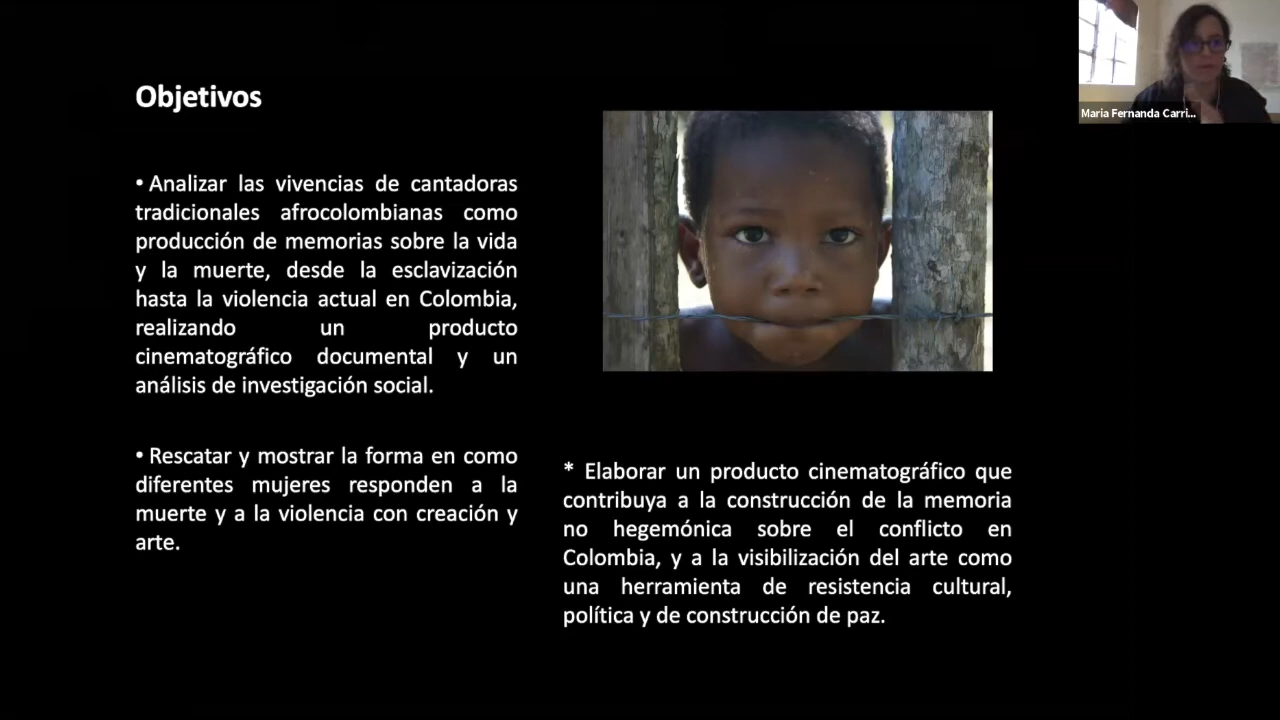 Objetivos
• Analizar las vivencias de cantadoras
tradicionales afrocolombianas como
producción de memorias sobre la vida
y la muerte, desde la esclavización
hasta la violencia actual en Colombia,
realizando un producto
cinematográfico documental y un
análisis de investigación social.
• Rescatar y mostrar la forma en como
diferentes mujeres responden a la
muerte y a la violencia con creación y
arte.
* Elaborar un producto cinematográfico que
contribuya a la construcción de la memoria
no hegemónica sobre el conflicto en
Colombia, y a la visibilización del arte como
una herramienta de resistencia cultural,
política y de construcción de paz.
Maria Fernanda Carri...